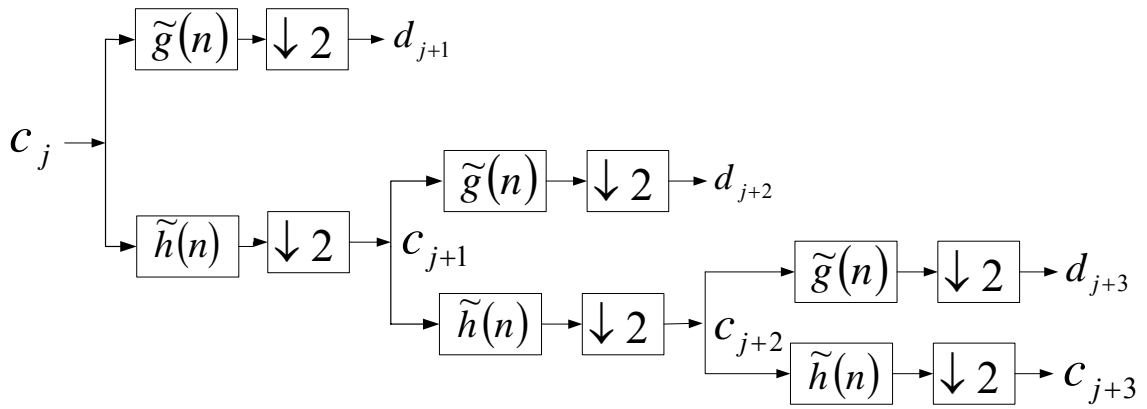 g̃(n) ↓2 d_{j+1}
c_j
g̃(n) ↓2 d_{j+2}
h̃(n) ↓2 c_{j+1}
g̃(n) ↓2 d_{j+3}
h̃(n) ↓2 c_{j+2}
h̃(n) ↓2 c_{j+3}